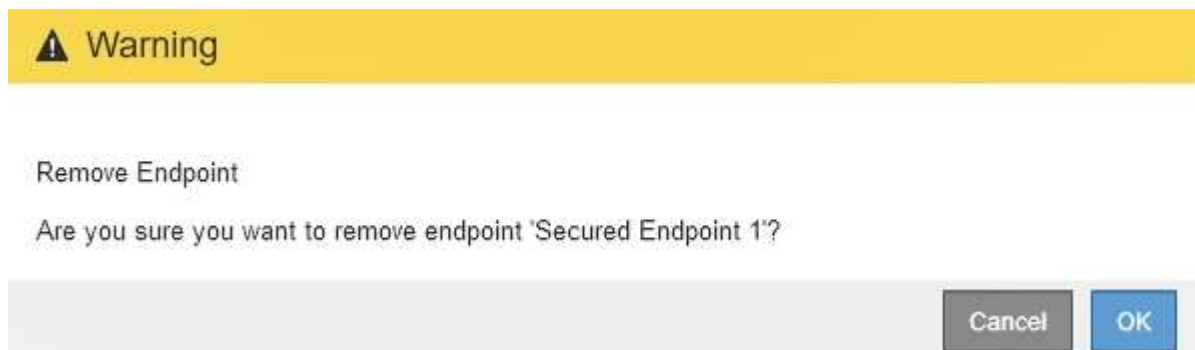 Warning
Remove Endpoint
Are you sure you want to remove endpoint 'Secured Endpoint 1'?
Cancel OK